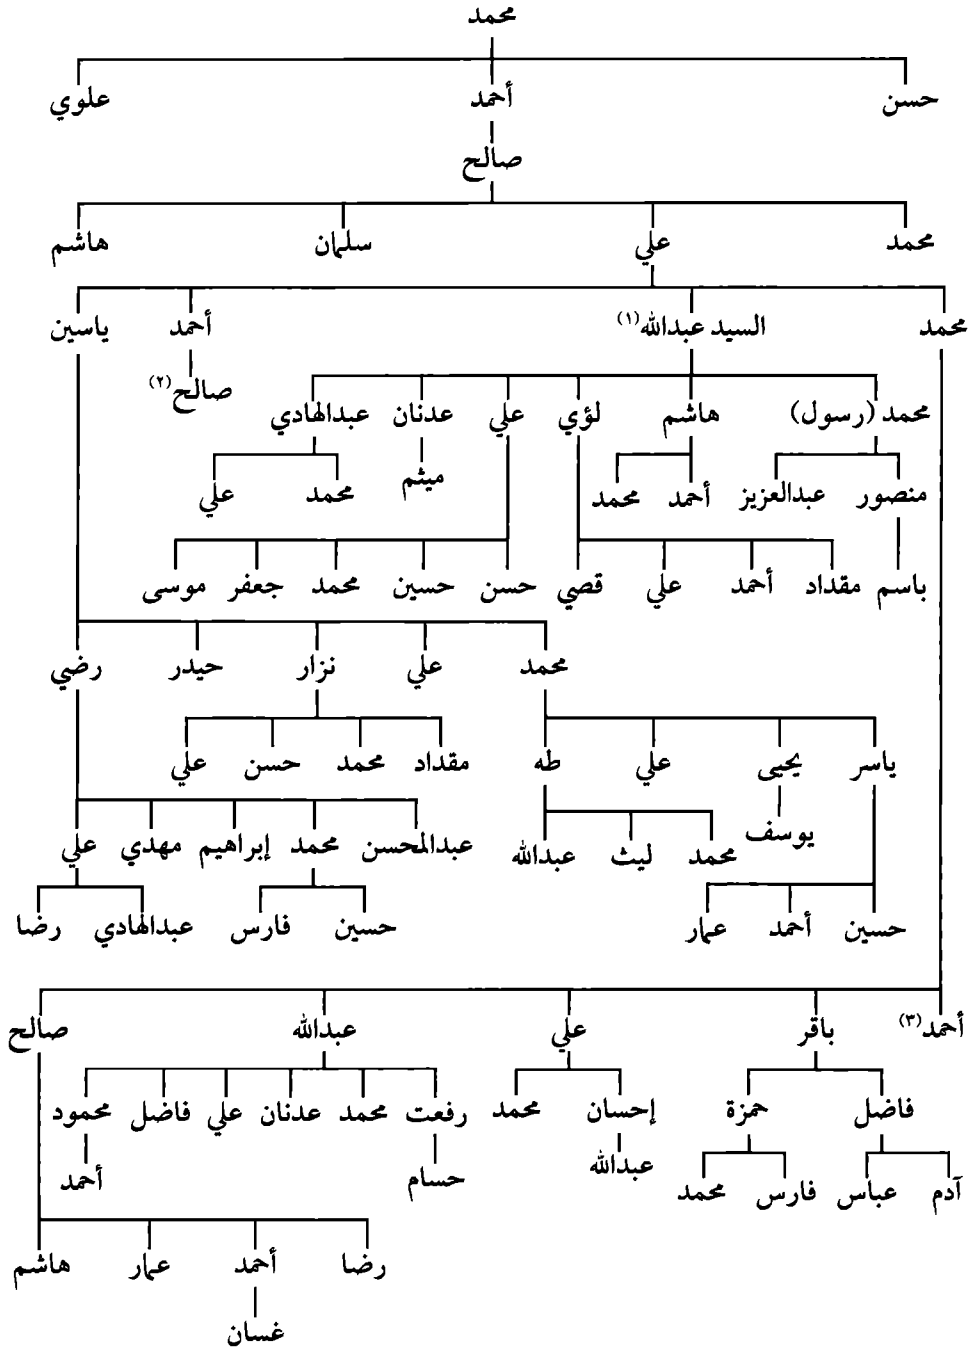 محمد
حسن أحمد علوي
صالح
محمد علي سلمان هاشم
محمد السيد عبدالله(١) أحمد ياسين
صالح(٢)
محمد (رسول) هاشم لؤي علي عدنان عبدالهادي
منصور عبدالعزيز أحمد محمد ميثم محمد علي
باسم مقداد أحمد علي قصي حسن حسين محمد جعفر موسى
محمد علي نزار حيدر رضي
ياسر يحيى علي طه مقداد محمد حسن علي
يوسف محمد ليث عبدالله عبدالمحسن محمد إبراهيم مهدي علي
حسين أحمد عمار حسين فارس عبدالهادي رضا
أحمد(٣) باقر علي عبدالله صالح
فاضل حمزة إحسان محمد رفعت محمد عدنان علي فاضل محمود
آدم عباس فارس محمد عبدالله حسام أحمد
رضا أحمد عمار هاشم
غسان